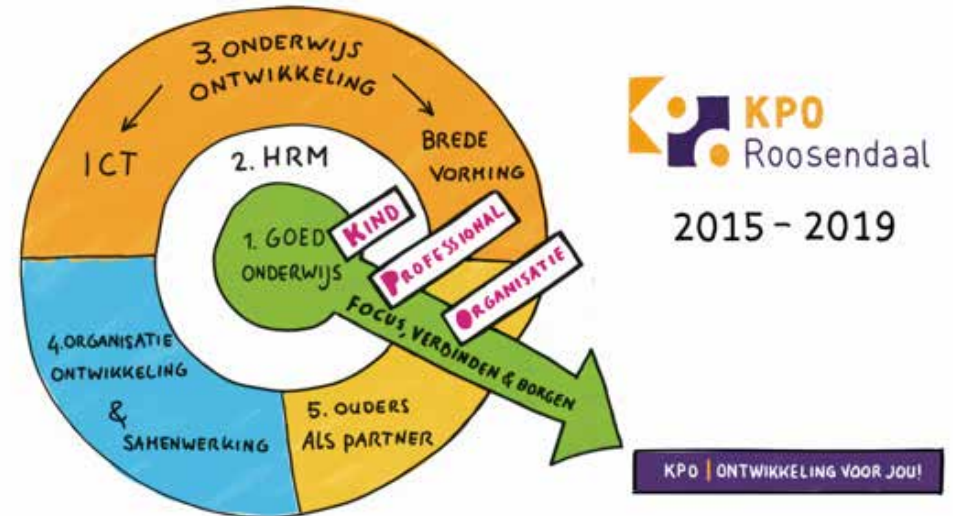 3. ONDERWIJS
ONTWIKKELING
ICT
BREDE
VORMING
2. HRM
1. GOED
ONDERWIJS
KIND
PROFESSIONAL
ORGANISATIE
FOCUS, VERBINDEN & BORGEN
4. ORGANISATIE
ONTWIKKELING
&
SAMENWERKING
5. OUDERS
ALS PARTNER
KPO
Roosendaal
2015 - 2019
KPO | ONTWIKKELING VOOR JOU!